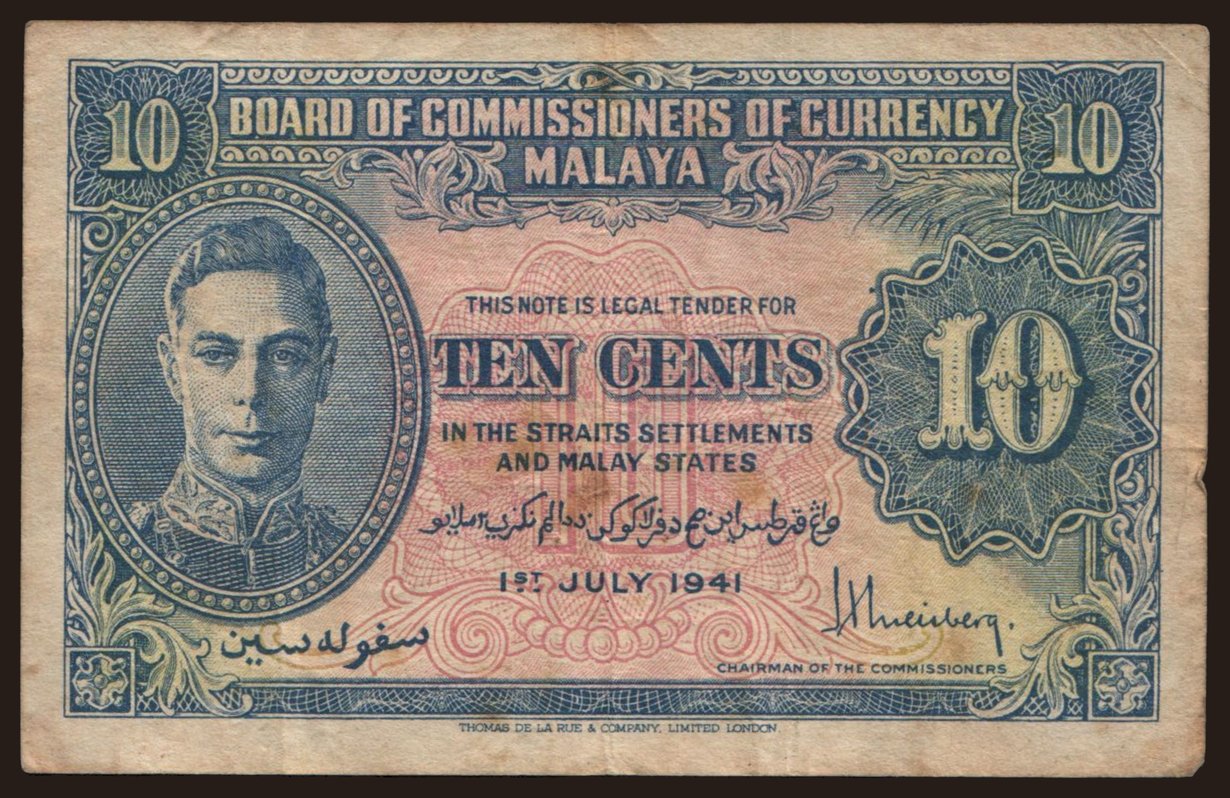 10 BOARD OF COMMISSIONERS OF CURRENCY 10
MALAYA
THIS NOTE IS LEGAL TENDER FOR
TEN CENTS
10
IN THE STRAITS SETTLEMENTS
AND MALAY STATES
10
1ST JULY 1941
سفوله سين
CHAIRMAN OF THE COMMISSIONERS
THOMAS DE LA RUE & COMPANY, LIMITED LONDON.